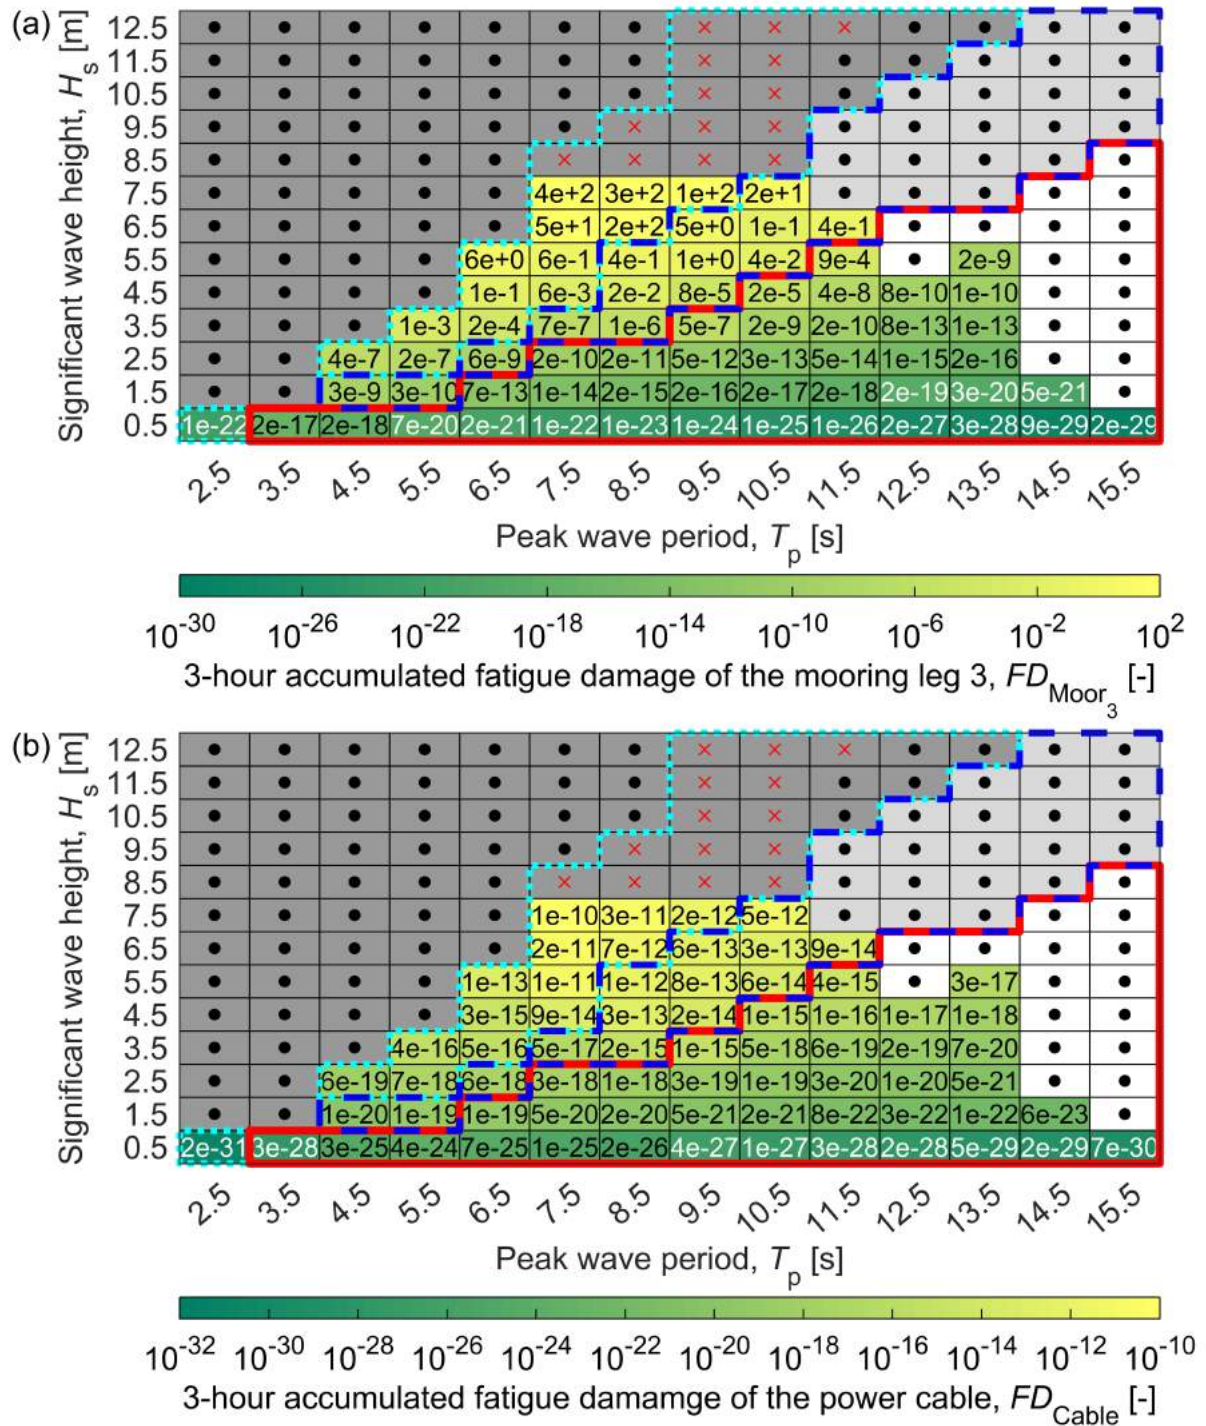 (a)
Significant wave height, Hs [m]
12.5
11.5
10.5
9.5
8.5
7.5 4e+2 3e+2 1e+2 2e+1
6.5 5e+1 2e+2 5e+0 1e-1 4e-1
5.5 6e+0 6e-1 4e-1 1e+0 4e-2 9e-4 2e-9
4.5 1e-1 6e-3 2e-2 8e-5 2e-5 4e-8 8e-10 1e-10
3.5 1e-3 2e-4 7e-7 1e-6 5e-7 2e-9 2e-10 8e-13 1e-13
2.5 4e-7 2e-7 6e-9 2e-10 2e-11 5e-12 3e-13 5e-14 1e-15 2e-16
1.5 3e-9 3e-10 7e-13 1e-14 2e-15 2e-16 2e-17 2e-18 2e-19 3e-20 5e-21
0.5 1e-22 2e-17 2e-18 7e-20 2e-21 1e-22 1e-23 1e-24 1e-25 1e-26 2e-27 3e-28 9e-29 2e-29
2.5 3.5 4.5 5.5 6.5 7.5 8.5 9.5 10.5 11.5 12.5 13.5 14.5 15.5
Peak wave period, Tp [s]
10-30 10-26 10-22 10-18 10-14 10-10 10-6 10-2 102
3-hour accumulated fatigue damage of the mooring leg 3, FDMoor3 [-]
(b)
Significant wave height, Hs [m]
12.5
11.5
10.5
9.5
8.5
7.5 1e-10 3e-11 2e-12 5e-12
6.5 2e-11 7e-12 6e-13 3e-13 9e-14
5.5 1e-13 1e-11 1e-12 8e-13 6e-14 4e-15 3e-17
4.5 3e-15 9e-14 3e-13 2e-14 1e-15 1e-16 1e-17 1e-18
3.5 4e-16 5e-16 5e-17 2e-15 1e-15 5e-18 6e-19 2e-19 7e-20
2.5 6e-19 7e-18 6e-18 3e-18 1e-18 3e-19 1e-19 3e-20 1e-20 5e-21
1.5 1e-20 1e-19 1e-19 5e-20 2e-20 5e-21 2e-21 8e-22 3e-22 1e-22 6e-23
0.5 2e-31 3e-28 3e-25 4e-24 7e-25 1e-25 2e-26 4e-27 1e-27 3e-28 2e-28 5e-29 2e-29 7e-30
2.5 3.5 4.5 5.5 6.5 7.5 8.5 9.5 10.5 11.5 12.5 13.5 14.5 15.5
Peak wave period, Tp [s]
10-32 10-30 10-28 10-26 10-24 10-22 10-20 10-18 10-16 10-14 10-12 10-10
3-hour accumulated fatigue damamge of the power cable, FDCable [-]